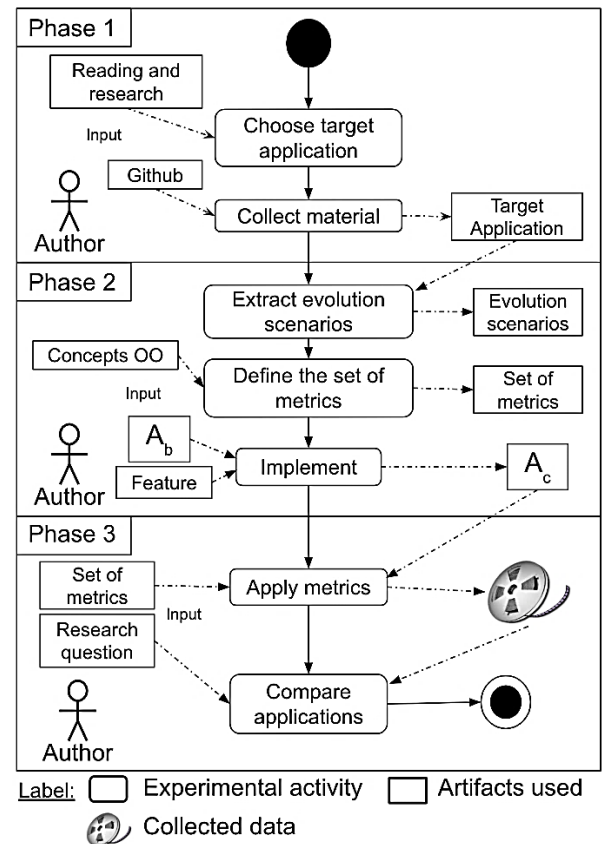 Phase 1
Reading and
research
Input
Choose target
application
Github
Collect material
Target
Application
Author
Phase 2
Extract evolution
scenarios
Evolution
scenarios
Concepts OO
Input
Define the set of
metrics
Set of
metrics
A_b
Feature
Implement
A_c
Author
Phase 3
Set of
metrics
Input
Apply metrics
Research
question
Compare
applications
Author
Label: Experimental activity Artifacts used
Collected data